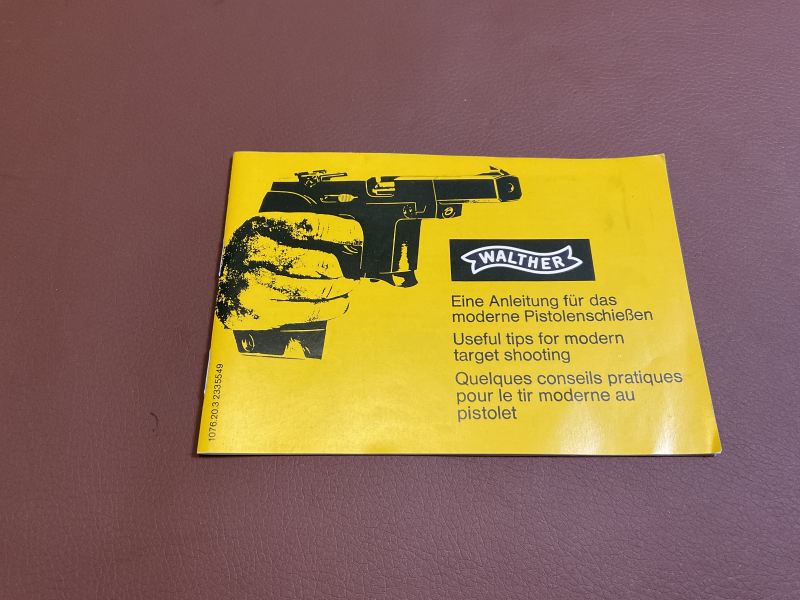 WALTHER
Eine Anleitung für das
moderne Pistolenschießen
Useful tips for modern
target shooting
Quelques conseils pratiques
pour le tir moderne au
pistolet
1076.20.3 2335549